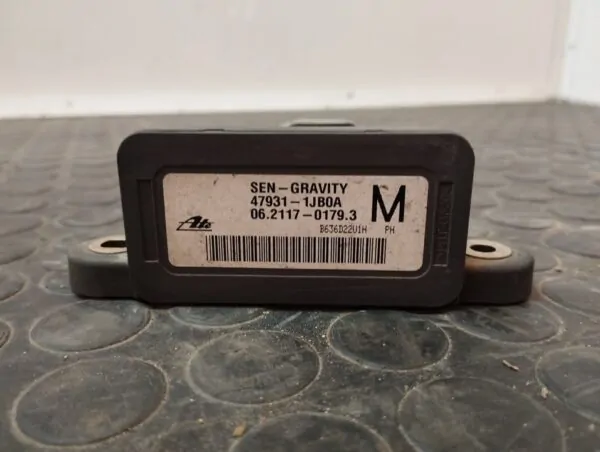 SEN-GRAVITY
47931-1JB0A
06.2117-0179.3
M
Ate
B636D22U1H PH